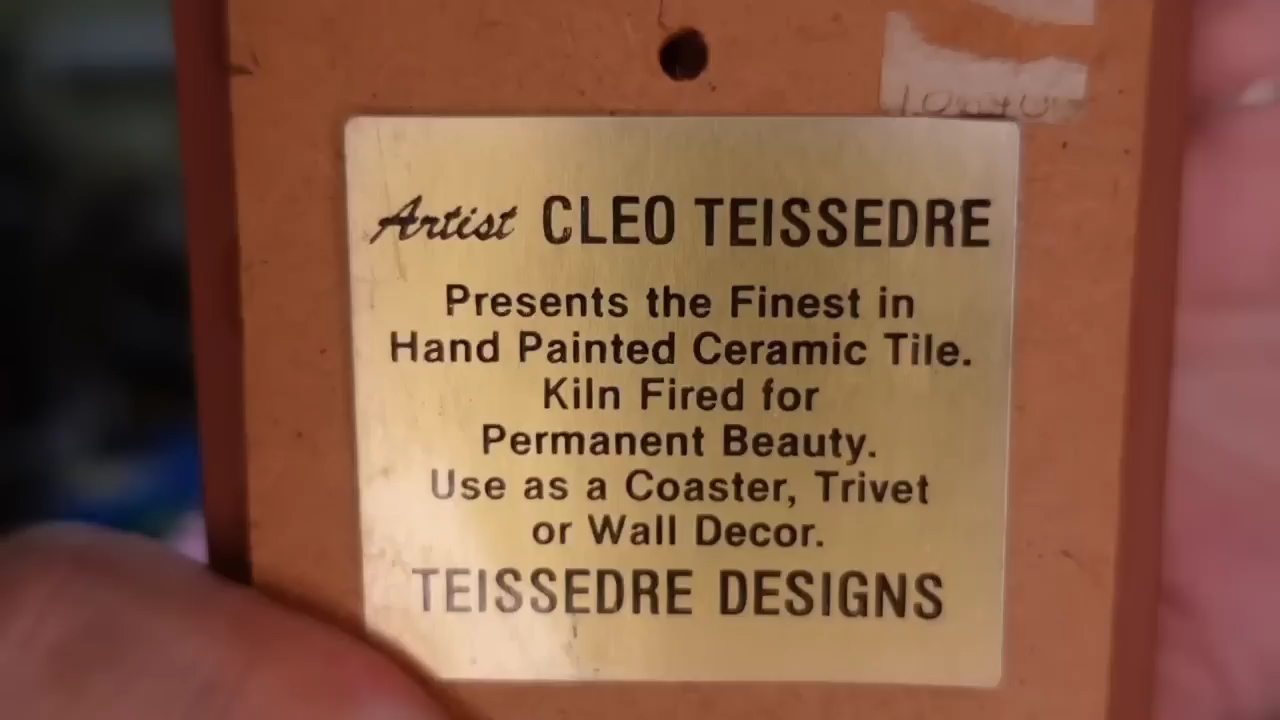 Artist CLEO TEISSEDRE
Presents the Finest in
Hand Painted Ceramic Tile.
Kiln Fired for
Permanent Beauty.
Use as a Coaster, Trivet
or Wall Decor.
TEISSEDRE DESIGNS